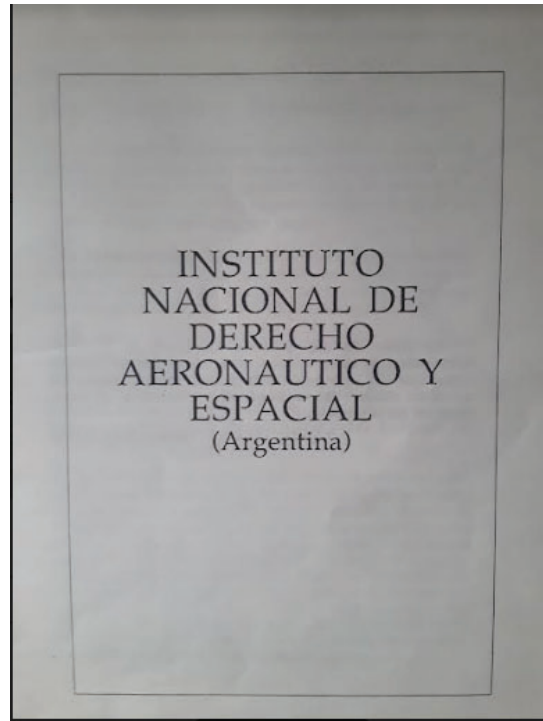 INSTITUTO
NACIONAL DE
DERECHO
AERONAUTICO Y
ESPACIAL
(Argentina)